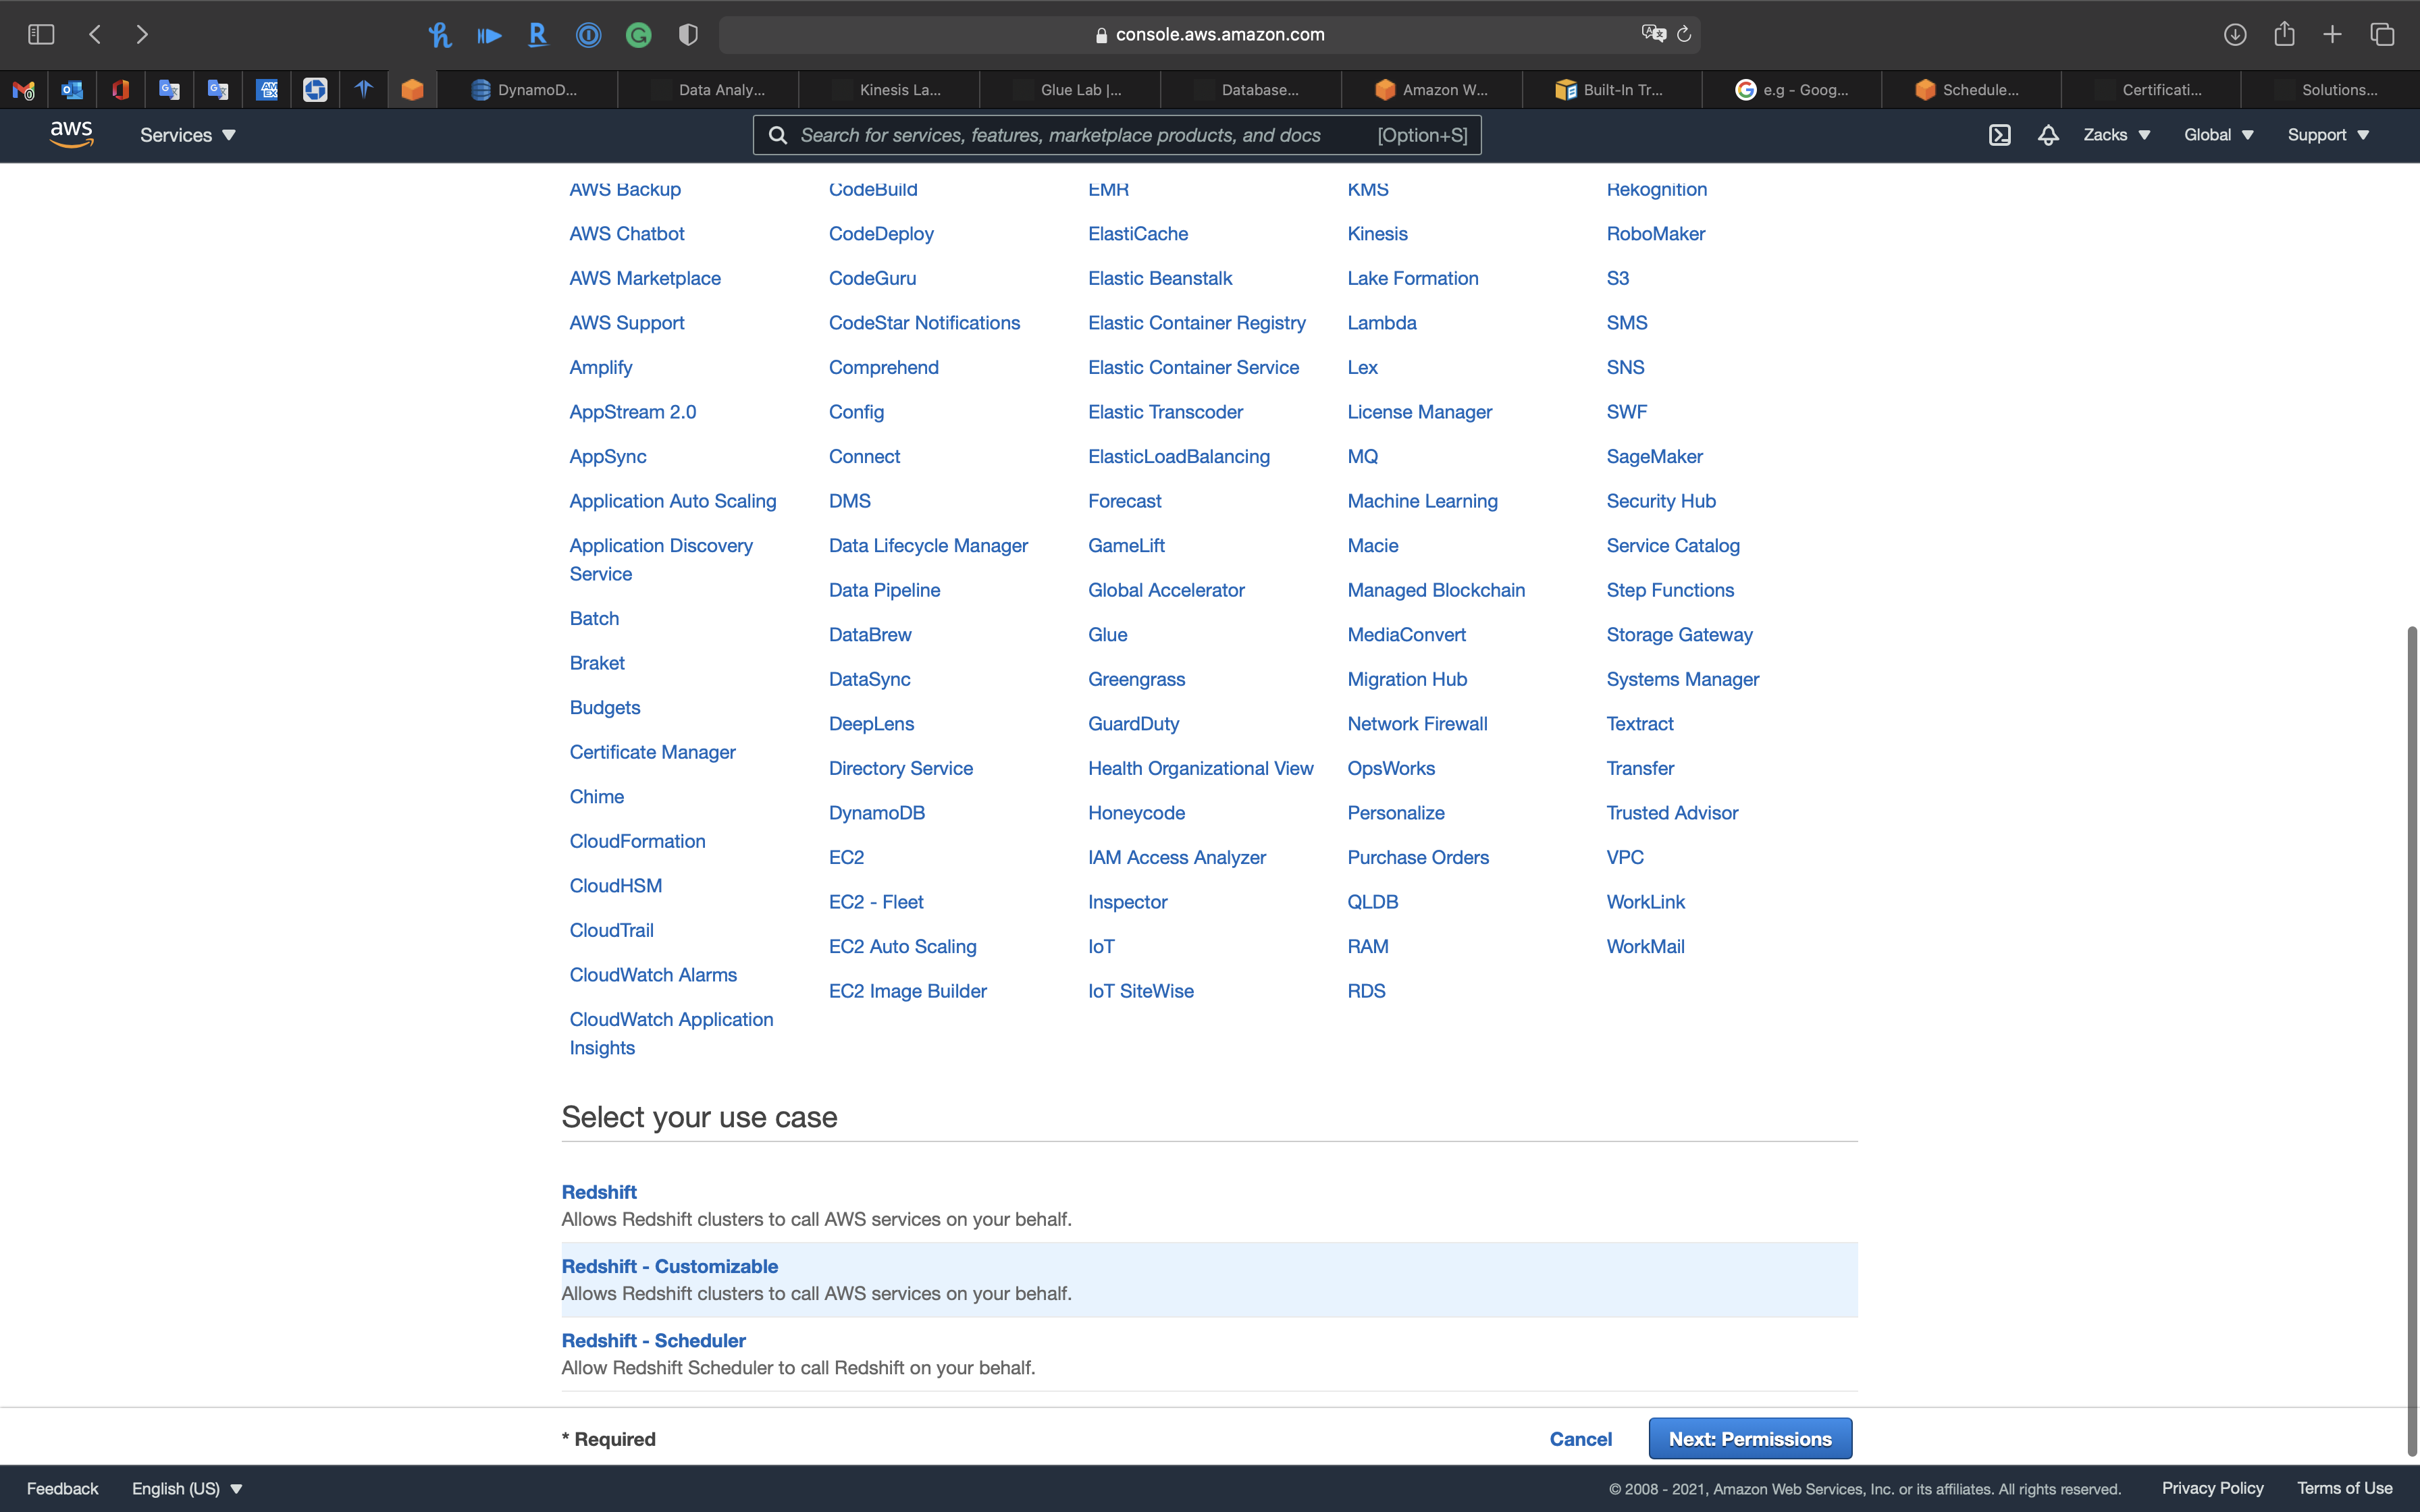 console.aws.amazon.com
DynamoD...
Data Analy...
Kinesis La...
Glue Lab |...
Database...
Amazon W...
Built-In Tr...
e.g - Goog...
Schedule...
Certificati...
Solutions...
aws
Services
Search for services, features, marketplace products, and docs [Option+S]
Zacks
Global
Support
AWS Backup
AWS Chatbot
AWS Marketplace
AWS Support
Amplify
AppStream 2.0
AppSync
Application Auto Scaling
Application Discovery
Service
Batch
Braket
Budgets
Certificate Manager
Chime
CloudFormation
CloudHSM
CloudTrail
CloudWatch Alarms
CloudWatch Application
Insights
CodeBuild
CodeDeploy
CodeGuru
CodeStar Notifications
Comprehend
Config
Connect
DMS
Data Lifecycle Manager
Data Pipeline
DataBrew
DataSync
DeepLens
Directory Service
DynamoDB
EC2
EC2 - Fleet
EC2 Auto Scaling
EC2 Image Builder
EMR
ElastiCache
Elastic Beanstalk
Elastic Container Registry
Elastic Container Service
Elastic Transcoder
ElasticLoadBalancing
Forecast
GameLift
Global Accelerator
Glue
Greengrass
GuardDuty
Health Organizational View
Honeycode
IAM Access Analyzer
Inspector
IoT
IoT SiteWise
KMS
Kinesis
Lake Formation
Lambda
Lex
License Manager
MQ
Machine Learning
Macie
Managed Blockchain
MediaConvert
Migration Hub
Network Firewall
OpsWorks
Personalize
Purchase Orders
QLDB
RAM
RDS
Rekognition
RoboMaker
S3
SMS
SNS
SWF
SageMaker
Security Hub
Service Catalog
Step Functions
Storage Gateway
Systems Manager
Textract
Transfer
Trusted Advisor
VPC
WorkLink
WorkMail
Select your use case
Redshift
Allows Redshift clusters to call AWS services on your behalf.
Redshift - Customizable
Allows Redshift clusters to call AWS services on your behalf.
Redshift - Scheduler
Allow Redshift Scheduler to call Redshift on your behalf.
* Required
Cancel
Next: Permissions
Feedback
English (US)
© 2008 - 2021, Amazon Web Services, Inc. or its affiliates. All rights reserved.
Privacy Policy
Terms of Use